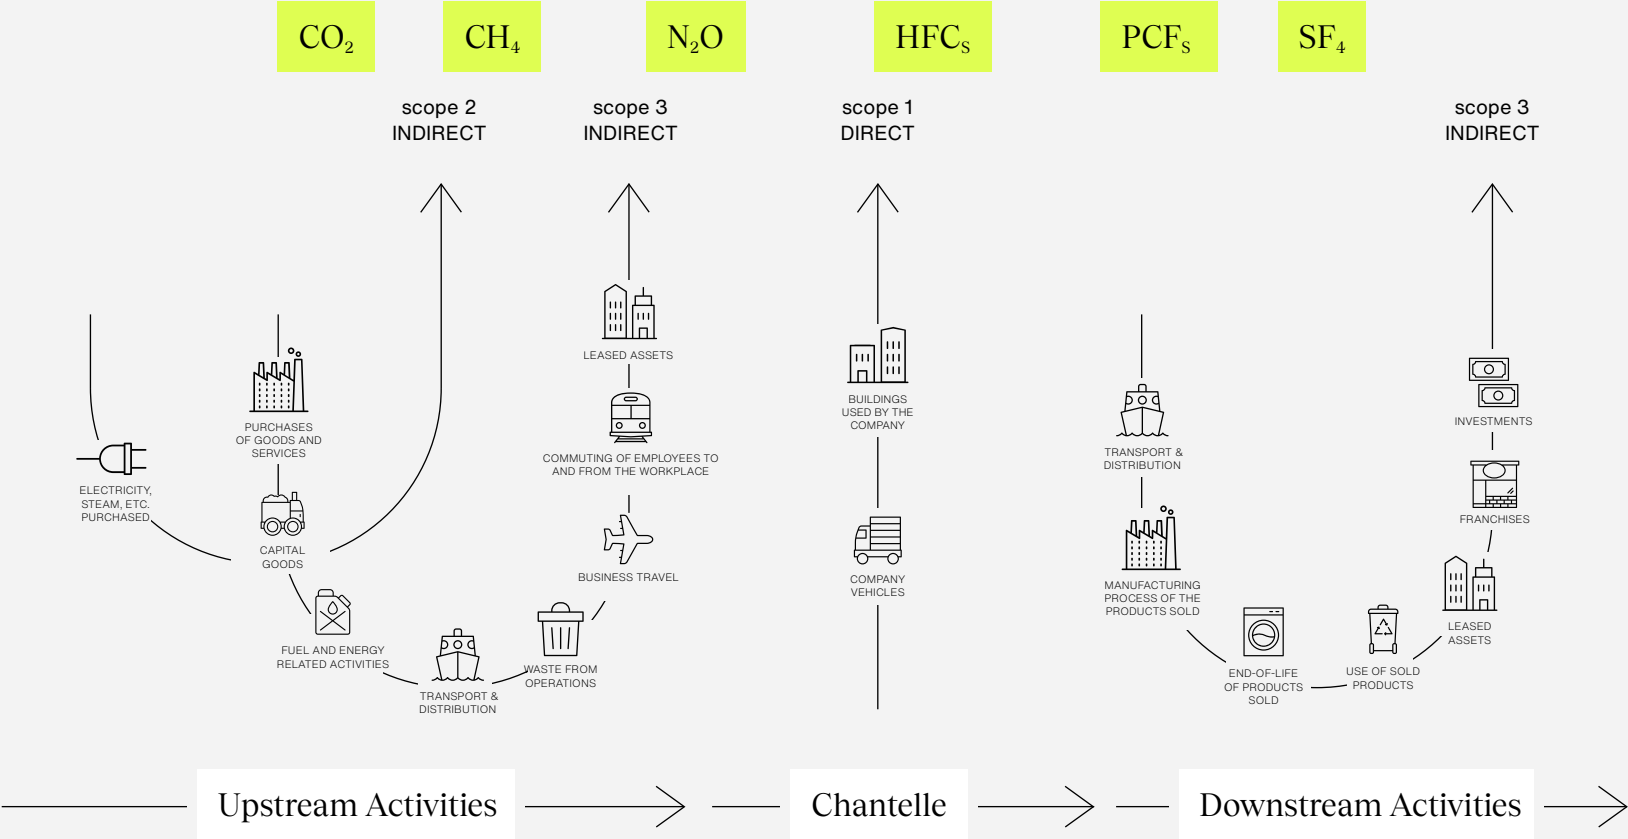 CO₂
CH₄
N₂O
HFCₛ
PCFₛ
SF₄
scope 2
INDIRECT
scope 3
INDIRECT
scope 1
DIRECT
scope 3
INDIRECT
ELECTRICITY,
STEAM, ETC.
PURCHASED
PURCHASES
OF GOODS AND
SERVICES
CAPITAL
GOODS
FUEL AND ENERGY
RELATED ACTIVITIES
TRANSPORT &
DISTRIBUTION
WASTE FROM
OPERATIONS
BUSINESS TRAVEL
COMMUTING OF EMPLOYEES TO
AND FROM THE WORKPLACE
LEASED ASSETS
BUILDINGS
USED BY THE
COMPANY
COMPANY
VEHICLES
TRANSPORT &
DISTRIBUTION
MANUFACTURING
PROCESS OF THE
PRODUCTS SOLD
END-OF-LIFE
OF PRODUCTS
SOLD
USE OF SOLD
PRODUCTS
LEASED
ASSETS
FRANCHISES
INVESTMENTS
Upstream Activities
Chantelle
Downstream Activities